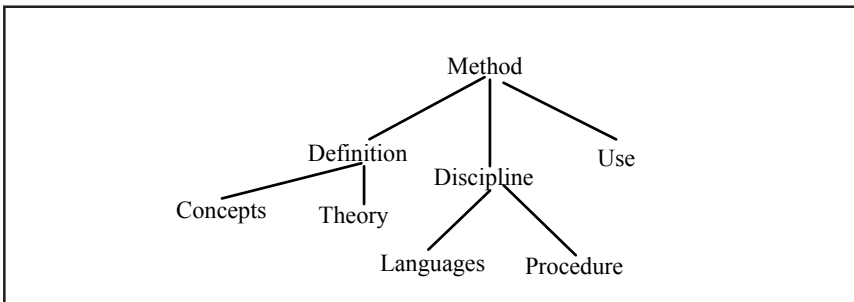 Method
Definition
Use
Discipline
Concepts
Theory
Languages
Procedure